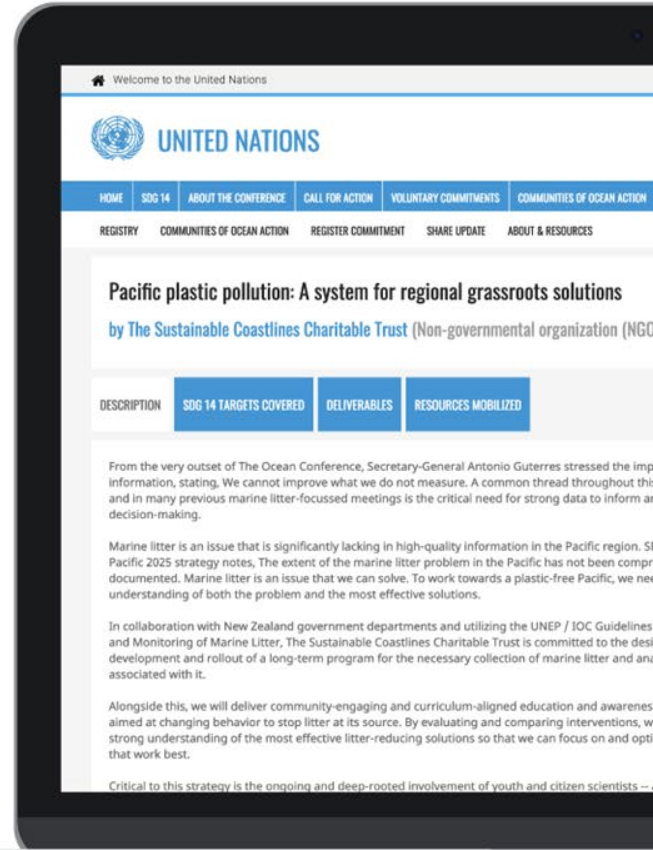 Welcome to the United Nations
UNITED NATIONS
HOME SDG 14 ABOUT THE CONFERENCE CALL FOR ACTION VOLUNTARY COMMITMENTS COMMUNITIES OF OCEAN ACTION
REGISTRY COMMUNITIES OF OCEAN ACTION REGISTER COMMITMENT SHARE UPDATE ABOUT & RESOURCES
Pacific plastic pollution: A system for regional grassroots solutions
by The Sustainable Coastlines Charitable Trust (Non-governmental organization (NGO
DESCRIPTION SDG 14 TARGETS COVERED DELIVERABLES RESOURCES MOBILIZED
From the very outset of The Ocean Conference, Secretary-General Antonio Guterres stressed the imp
information, stating, We cannot improve what we do not measure. A common thread throughout this
and in many previous marine litter-focussed meetings is the critical need for strong data to inform an
decision-making.
Marine litter is an issue that is significantly lacking in high-quality information in the Pacific region.
Pacific 2025 strategy notes, The extent of the marine litter problem in the Pacific has not been compr
documented. Marine litter is an issue that we can solve. To work towards a plastic-free Pacific, we nee
understanding of both the problem and the most effective solutions.
In collaboration with New Zealand government departments and utilizing the UNEP / IOC Guidelines
and Monitoring of Marine Litter, The Sustainable Coastlines Charitable Trust is committed to the desi
development and rollout of a long-term program for the necessary collection of marine litter and ana
associated with it.
Alongside this, we will deliver community-engaging and curriculum-aligned education and awarenes
aimed at changing behavior to stop litter at its source. By evaluating and comparing interventions, w
strong understanding of the most effective litter-reducing solutions so that we can focus on and opti
that work best.
Critical to this strategy is the ongoing and deep-rooted involvement of youth and citizen scientists --